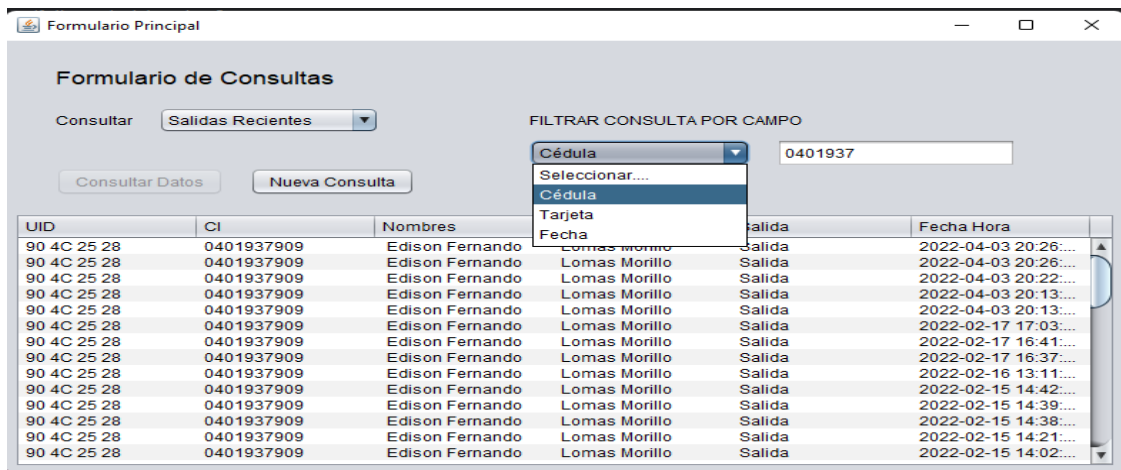 Formulario Principal
Formulario de Consultas
Consultar Salidas Recientes FILTRAR CONSULTA POR CAMPO
Cédula 0401937
Consultar Datos Nueva Consulta Seleccionar....
Cédula
Tarjeta
Fecha
UID CI Nombres Salida Fecha Hora
90 4C 25 28 0401937909 Edison Fernando Lomas Morillo Salida 2022-04-03 20:26:...
90 4C 25 28 0401937909 Edison Fernando Lomas Morillo Salida 2022-04-03 20:26:...
90 4C 25 28 0401937909 Edison Fernando Lomas Morillo Salida 2022-04-03 20:22:...
90 4C 25 28 0401937909 Edison Fernando Lomas Morillo Salida 2022-04-03 20:13:...
90 4C 25 28 0401937909 Edison Fernando Lomas Morillo Salida 2022-04-03 20:13:...
90 4C 25 28 0401937909 Edison Fernando Lomas Morillo Salida 2022-02-17 17:03:...
90 4C 25 28 0401937909 Edison Fernando Lomas Morillo Salida 2022-02-17 16:41:...
90 4C 25 28 0401937909 Edison Fernando Lomas Morillo Salida 2022-02-17 16:37:...
90 4C 25 28 0401937909 Edison Fernando Lomas Morillo Salida 2022-02-16 13:11:...
90 4C 25 28 0401937909 Edison Fernando Lomas Morillo Salida 2022-02-15 14:42:...
90 4C 25 28 0401937909 Edison Fernando Lomas Morillo Salida 2022-02-15 14:39:...
90 4C 25 28 0401937909 Edison Fernando Lomas Morillo Salida 2022-02-15 14:38:...
90 4C 25 28 0401937909 Edison Fernando Lomas Morillo Salida 2022-02-15 14:21:...
90 4C 25 28 0401937909 Edison Fernando Lomas Morillo Salida 2022-02-15 14:02:...